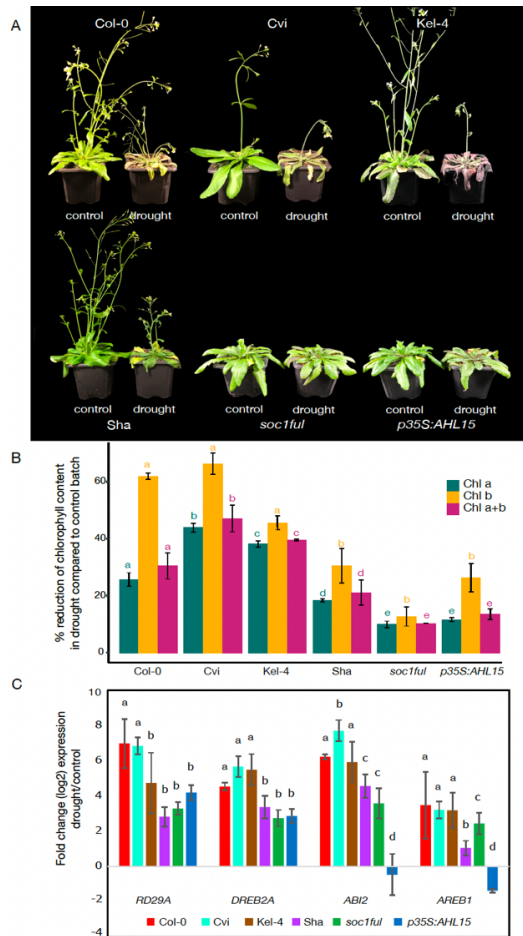 A
Col-0 Cvi Kel-4
control drought control drought control drought
control drought control drought control drought
Sha soc1ful p35S:AHL15
B
% reduction of chlorophyll content
in drought compared to control batch
60
40
20
0
Chl a
Chl b
Chl a+b
a a a
b a b
c a c
d b d
e b e
e b e
Col-0 Cvi Kel-4 Sha soc1ful p35S:AHL15
C
Fold change (log2) expression
drought/control
10
8
6
4
2
0
-2
-4
a a b b b b
a a a b b b
a b a c c d
a a a b c d
RD29A DREB2A ABI2 AREB1
Col-0 Cvi Kel-4 Sha soc1ful p35S:AHL15